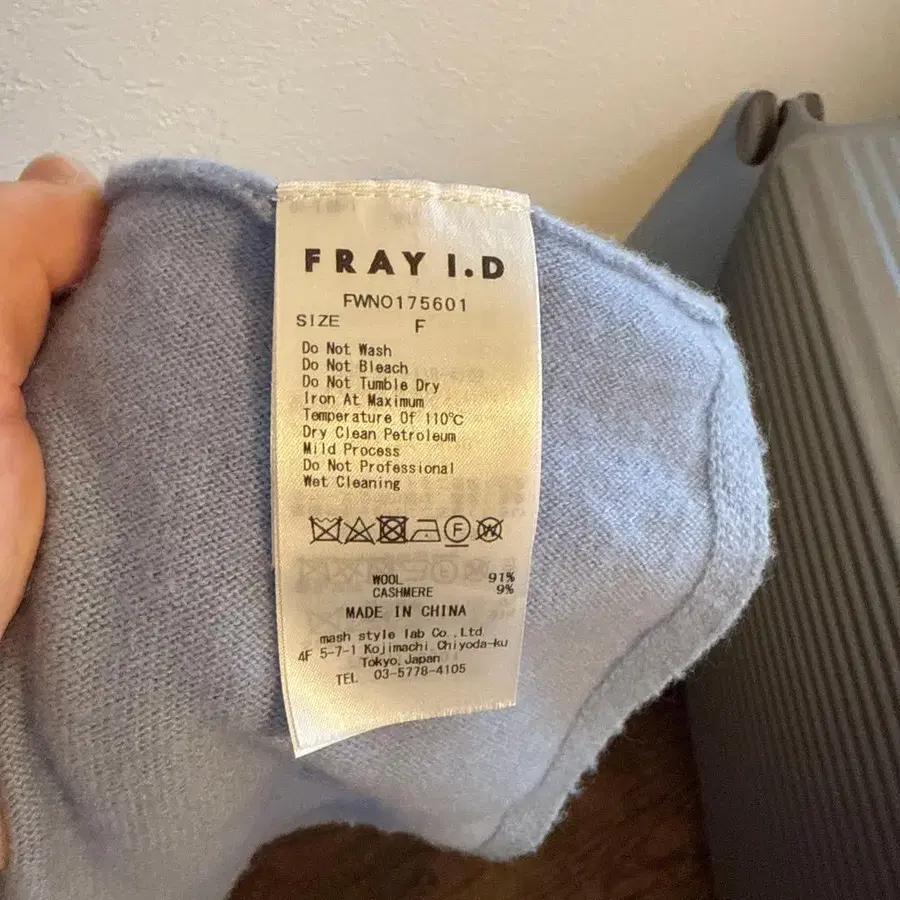 FRAY I.D
FWNO175601
SIZE F
Do Not Wash
Do Not Bleach
Do Not Tumble Dry
Iron At Maximum
Temperature Of 110℃
Dry Clean Petroleum
Mild Process
Do Not Professional
Wet Cleaning
F W
WOOL 91%
CASHMERE 9%
MADE IN CHINA
mash style lab Co.,Ltd
4F 5-7-1 Kojimachi Chiyoda-ku
Tokyo, Japan
TEL 03-5778-4105